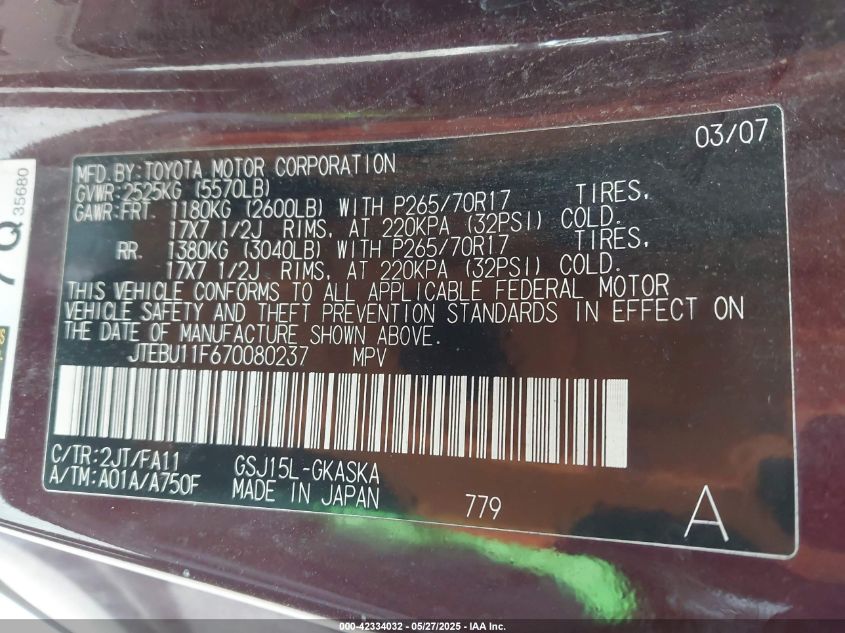 03/07
MFD. BY: TOYOTA MOTOR CORPORATION
GVWR: 2525KG (5570LB)
GAWR: FRT. 1180KG (2600LB) WITH P265/70R17 TIRES,
17X7 1/2J RIMS, AT 220KPA (32PSI) COLD.
RR. 1380KG (3040LB) WITH P265/70R17 TIRES,
17X7 1/2J RIMS, AT 220KPA (32PSI) COLD.
THIS VEHICLE CONFORMS TO ALL APPLICABLE FEDERAL MOTOR
VEHICLE SAFETY AND THEFT PREVENTION STANDARDS IN EFFECT ON
THE DATE OF MANUFACTURE SHOWN ABOVE.
JTEBU11F670080237 MPV
C/TR: 2JT/FA11 GSJ15L-GKASKA
A/TM: A01A/A750F MADE IN JAPAN 779 A
35680
000-42334032 - 05/27/2025 - IAA Inc.